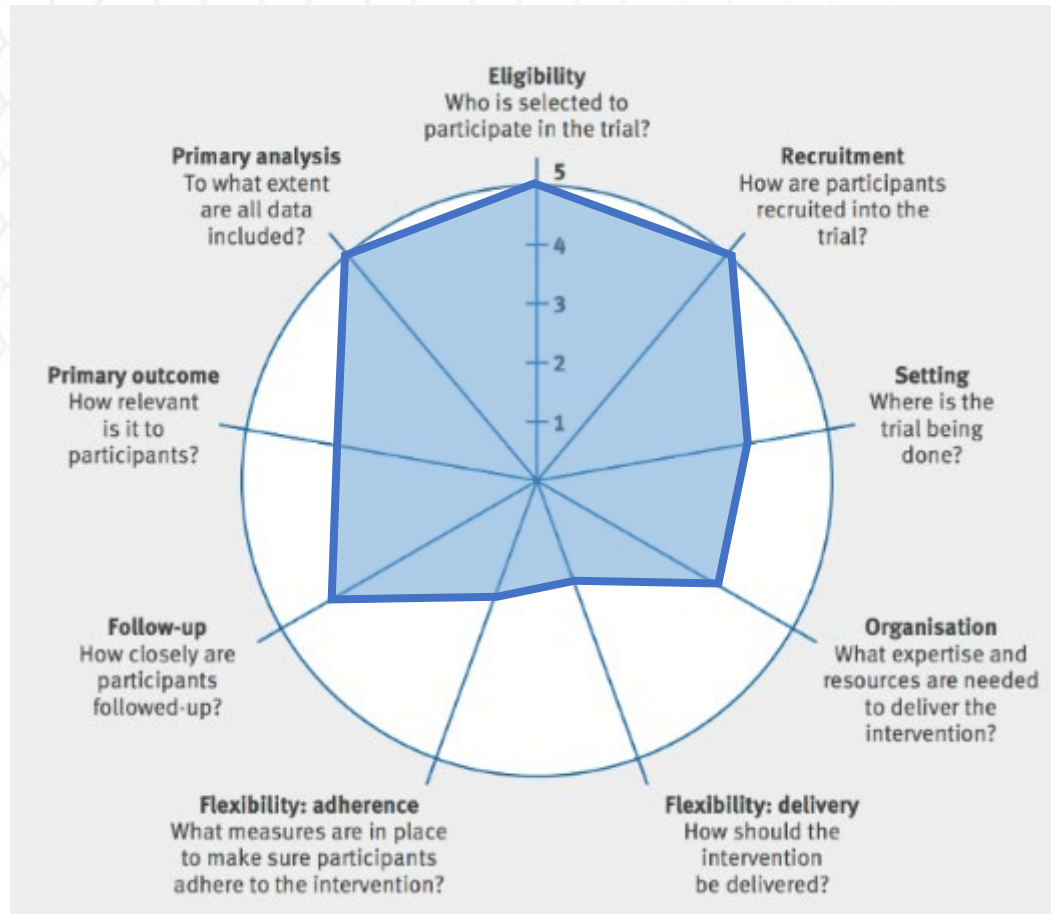 Eligibility
Who is selected to
participate in the trial?
Primary analysis
To what extent
are all data
included?
Recruitment
How are participants
recruited into the
trial?
5
4
3
2
1
Primary outcome
How relevant
is it to
participants?
Setting
Where is the
trial being
done?
Follow-up
How closely are
participants
followed-up?
Organisation
What expertise and
resources are needed
to deliver the
intervention?
Flexibility: adherence
What measures are in place
to make sure participants
adhere to the intervention?
Flexibility: delivery
How should the
intervention
be delivered?